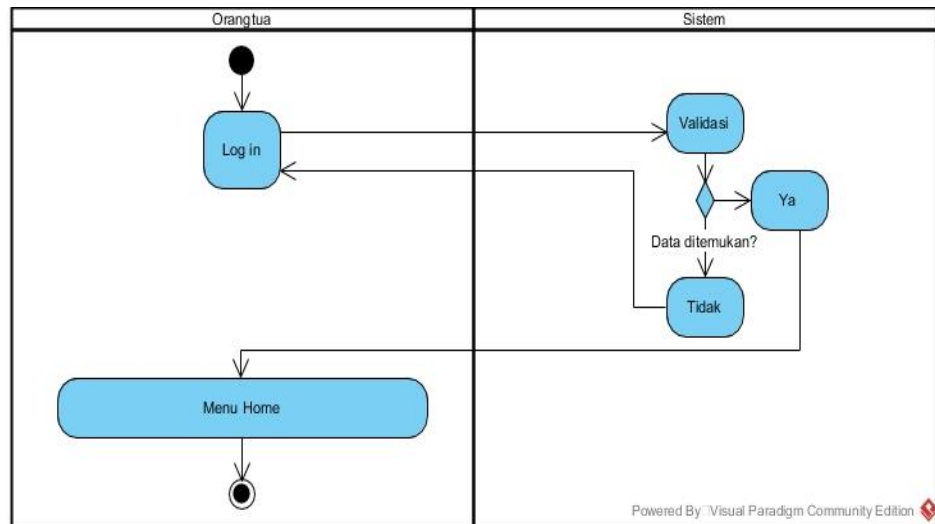 Orangtua
Sistem
Log in
Validasi
Ya
Data ditemukan?
Tidak
Menu Home
Powered By Visual Paradigm Community Edition